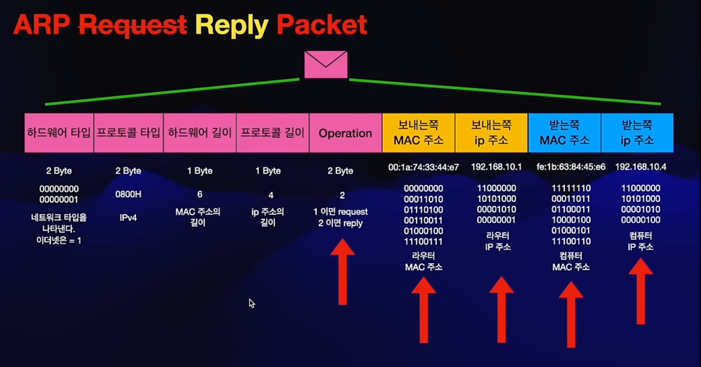 ARP Request Reply Packet
하드웨어 타입
프로토콜 타입
하드웨어 길이
프로토콜 길이
Operation
보내는쪽
MAC 주소
보내는쪽
ip 주소
받는쪽
MAC 주소
받는쪽
ip 주소
2 Byte
2 Byte
1 Byte
1 Byte
2 Byte
00:1a:74:33:44:e7
192.168.10.1
fe:1b:63:84:45:e6
192.168.10.4
00000000
00000001
네트워크 타입을
나타낸다.
이더넷은 = 1
0800H
IPv4
6
MAC 주소의
길이
4
ip 주소의
길이
2
1 이면 request
2 이면 reply
00000000
00011010
01110100
00110011
01000100
11100111
라우터
MAC 주소
11000000
10101000
00001010
00000001
라우터
IP 주소
11111110
00011011
01100011
10000100
01000101
11100110
컴퓨터
MAC 주소
11000000
10101000
00001010
00000100
컴퓨터
IP 주소